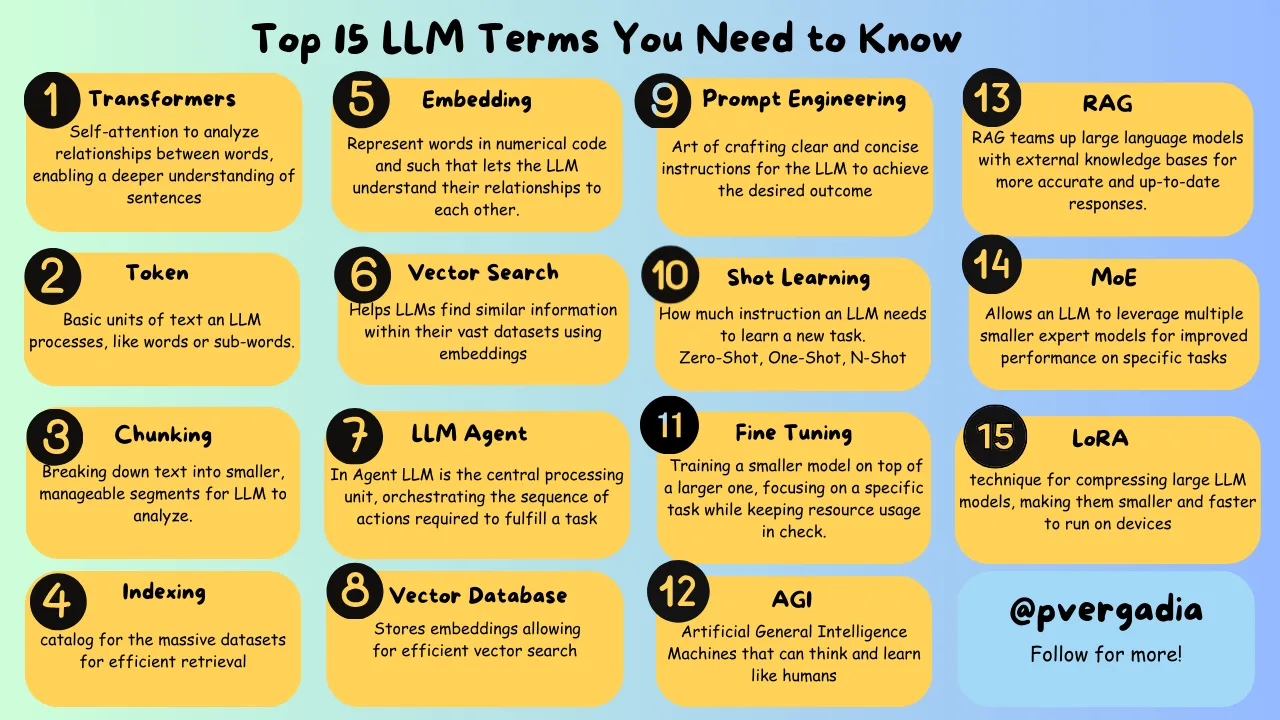 Top 15 LLM Terms You Need to Know
1
Transformers
Self-attention to analyze
relationships between words,
enabling a deeper understanding of
sentences
2
Token
Basic units of text an LLM
processes, like words or sub-words.
3
Chunking
Breaking down text into smaller,
manageable segments for LLM to
analyze.
4
Indexing
catalog for the massive datasets
for efficient retrieval
5
Embedding
Represent words in numerical code
and such that lets the LLM
understand their relationships to
each other.
6
Vector Search
Helps LLMs find similar information
within their vast datasets using
embeddings
7
LLM Agent
In Agent LLM is the central processing
unit, orchestrating the sequence of
actions required to fulfill a task
8
Vector Database
Stores embeddings allowing
for efficient vector search
9
Prompt Engineering
Art of crafting clear and concise
instructions for the LLM to achieve
the desired outcome
10
Shot Learning
How much instruction an LLM needs
to learn a new task.
Zero-Shot, One-Shot, N-Shot
11
Fine Tuning
Training a smaller model on top of
a larger one, focusing on a specific
task while keeping resource usage
in check.
12
AGI
Artificial General Intelligence
Machines that can think and learn
like humans
13
RAG
RAG teams up large language models
with external knowledge bases for
more accurate and up-to-date
responses.
14
MoE
Allows an LLM to leverage multiple
smaller expert models for improved
performance on specific tasks
15
LoRA
technique for compressing large LLM
models, making them smaller and faster
to run on devices
@pvergadia
Follow for more!